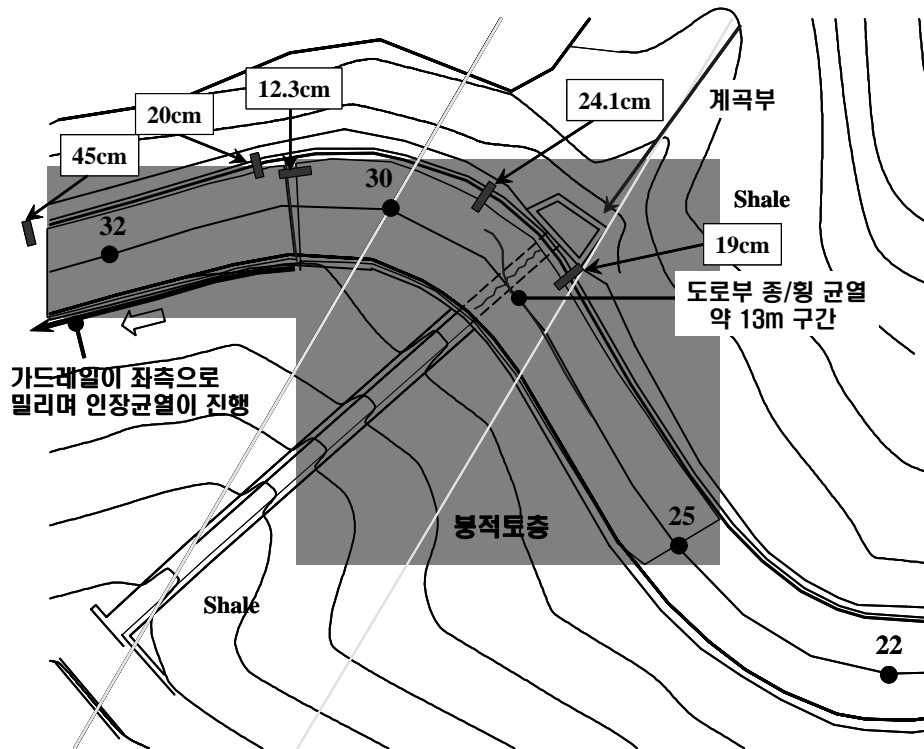 12.3cm
24.1cm
계곡부
20cm
45cm
30
Shale
32
19cm
도로부 종/횡 균열
약 13m 구간
가드레일이 좌측으로
밀리며 인장균열이 진행
25
붕적토층
Shale
22